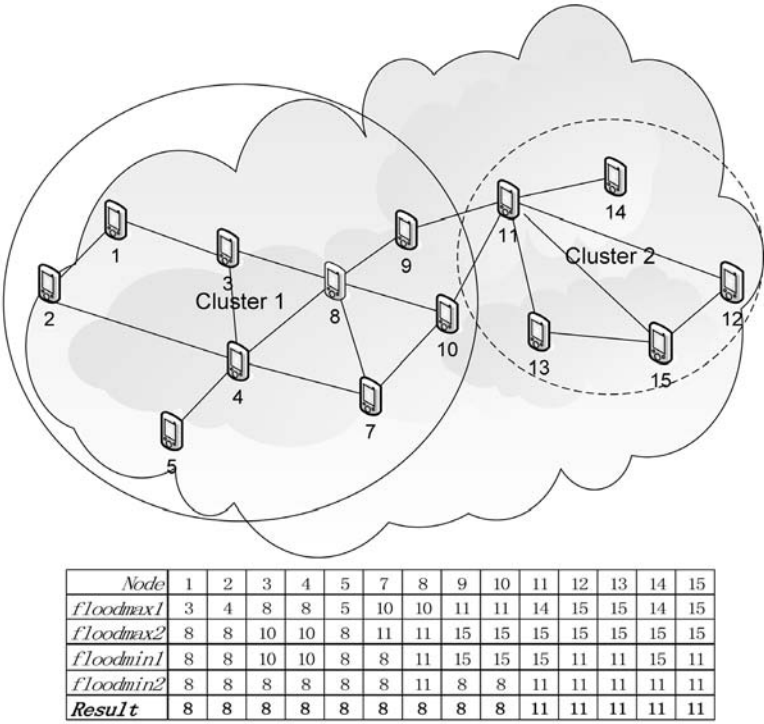 14
11
1
9
Cluster 2
3
2
Cluster 1
8
12
10
13
15
4
7
5
Node 1 2 3 4 5 7 8 9 10 11 12 13 14 15
floodmax1 3 4 8 8 5 10 10 11 11 14 15 15 14 15
floodmax2 8 8 10 10 8 11 11 15 15 15 15 15 15 15
floodmin1 8 8 10 10 8 8 11 15 15 15 11 11 15 11
floodmin2 8 8 8 8 8 8 11 8 8 11 11 11 11 11
Result 8 8 8 8 8 8 8 8 8 11 11 11 11 11